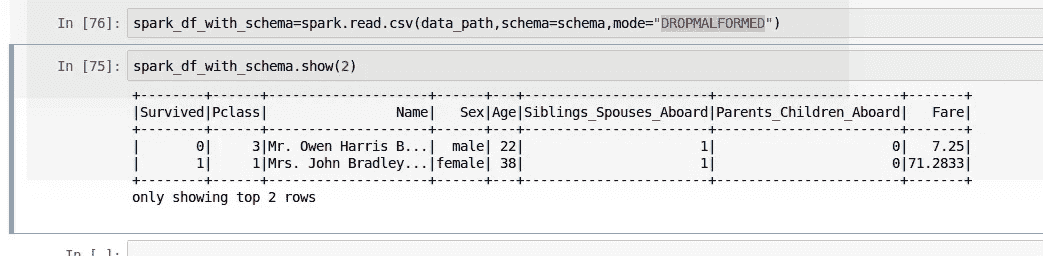 In [76]: spark_df_with_schema=spark.read.csv(data_path,schema=schema,mode="DROPMALFORMED")
In [75]: spark_df_with_schema.show(2)
+--------+------+--------------------+------+---+-----------------------+-----------------------+-------+
|Survived|Pclass|                Name|   Sex|Age|Siblings_Spouses_Aboard|Parents_Children_Aboard|   Fare|
+--------+------+--------------------+------+---+-----------------------+-----------------------+-------+
|       0|     3|Mr. Owen Harris B...|  male| 22|                      1|                      0|   7.25|
|       1|     1|Mrs. John Bradley...|female| 38|                      1|                      0|71.2833|
+--------+------+--------------------+------+---+-----------------------+-----------------------+-------+
only showing top 2 rows
In [ ]: